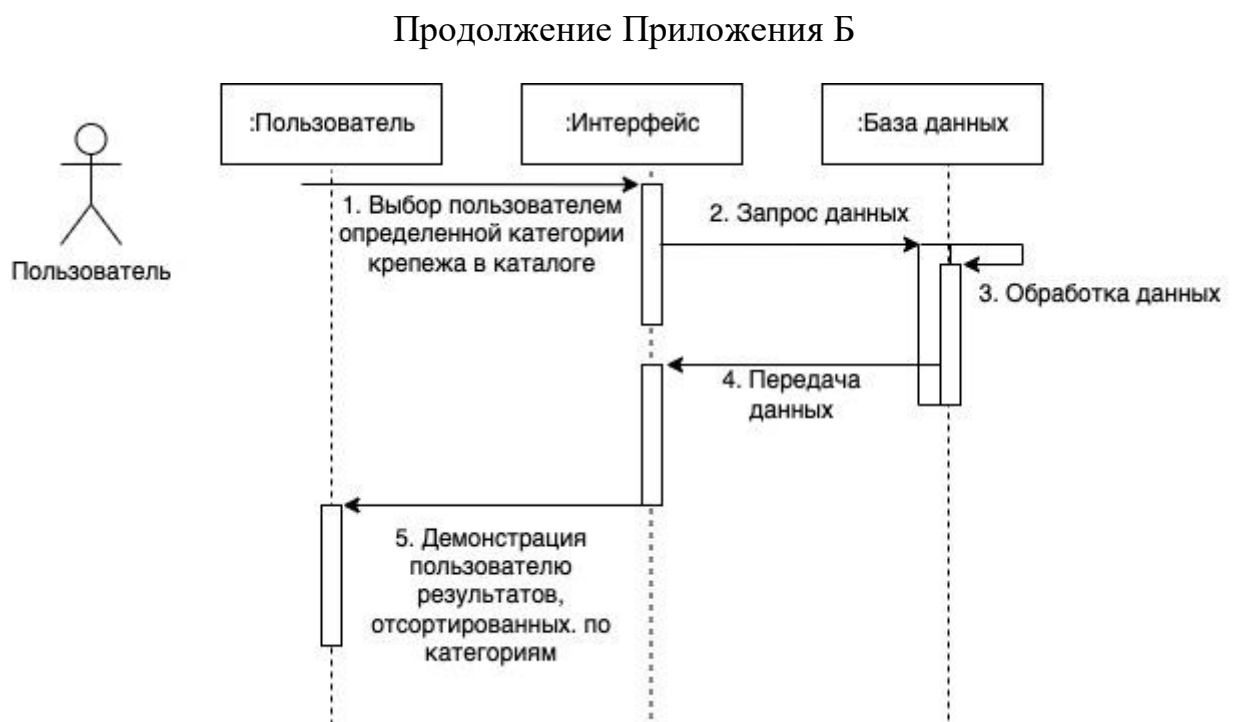 Продолжение Приложения Б
:Пользователь
:Интерфейс
:База данных
Пользователь
1. Выбор пользователем
определенной категории
крепежа в каталоге
2. Запрос данных
3. Обработка данных
4. Передача
данных
5. Демонстрация
пользователю
результатов,
отсортированных. по
категориям